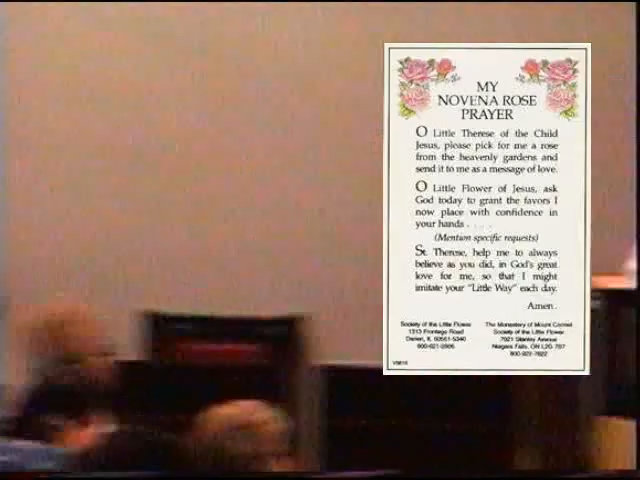 MY
NOVENA ROSE
PRAYER
O Little Therese of the Child
Jesus, please pick for me a rose
from the heavenly gardens and
send it to me as a message of love.
O Little Flower of Jesus, ask
God today to grant the favors I
now place with confidence in
your hands . . . .
(Mention specific requests)
St. Therese, help me to always
believe as you did, in God's great
love for me, so that I might
imitate your "Little Way" each day.
Amen.
Society of the Little Flower
1313 Frontage Road
Darien, IL 60561-5340
The Monastery of Mount Carmel
Society of the Little Flower
7021 Stanley Avenue
Niagara Falls, ON L2G 7B7
800-922-7622